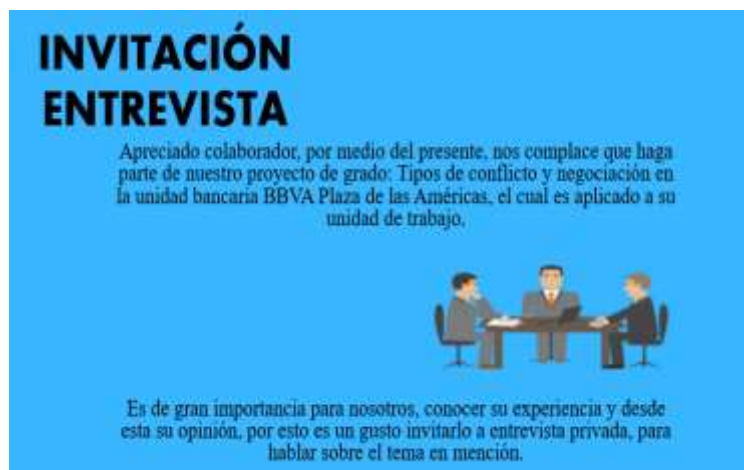 INVITACIÓN
ENTREVISTA
Apreciado colaborador, por medio del presente, nos complace que haga
parte de nuestro proyecto de grado: Tipos de conflicto y negociación en
la unidad bancaria BBVA Plaza de las Américas, el cual es aplicado a su
unidad de trabajo.
Es de gran importancia para nosotros, conocer su experiencia y desde
esta su opinión, por esto es un gusto invitarlo a entrevista privada, para
hablar sobre el tema en mención.